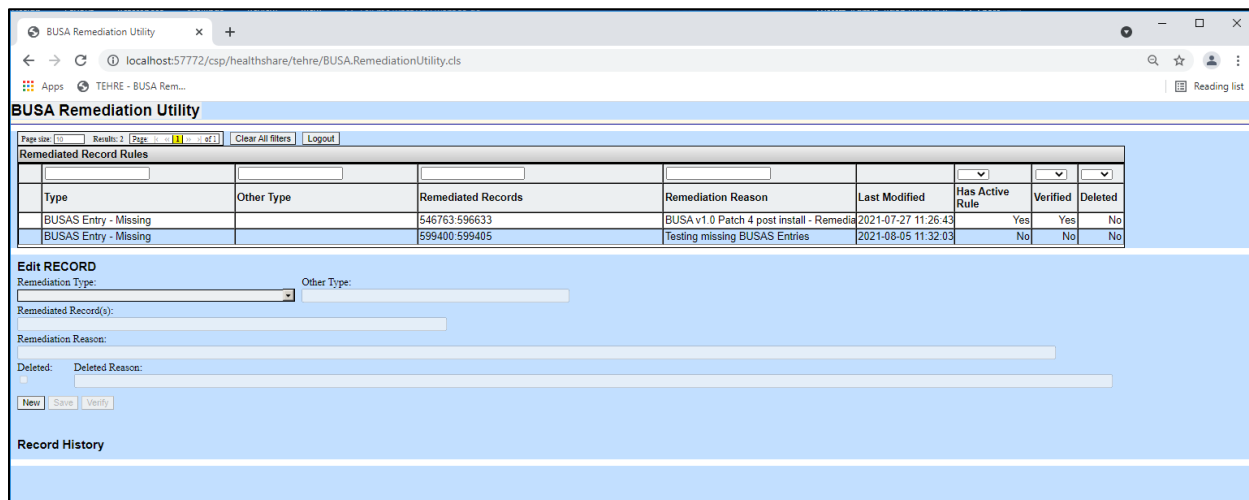 BUSA Remediation Utility
localhost:57772/csp/healthshare/tehre/BUSA.RemediationUtility.cls
Apps TEHRE - BUSA Rem... Reading list
BUSA Remediation Utility
Page size: 10 Results: 2 Page: |< << 1 >> >| of 1 Clear All filters Logout
Remediated Record Rules
Type Other Type Remediated Records Remediation Reason Last Modified Has Active Rule Verified Deleted
BUSAS Entry - Missing 546763:596633 BUSA v1.0 Patch 4 post install - Remedia 2021-07-27 11:26:43 Yes Yes No
BUSAS Entry - Missing 599400:599405 Testing missing BUSAS Entries 2021-08-05 11:32:03 No No No
Edit RECORD
Remediation Type: Other Type:
Remediated Record(s):
Remediation Reason:
Deleted: Deleted Reason:
New Save Verify
Record History